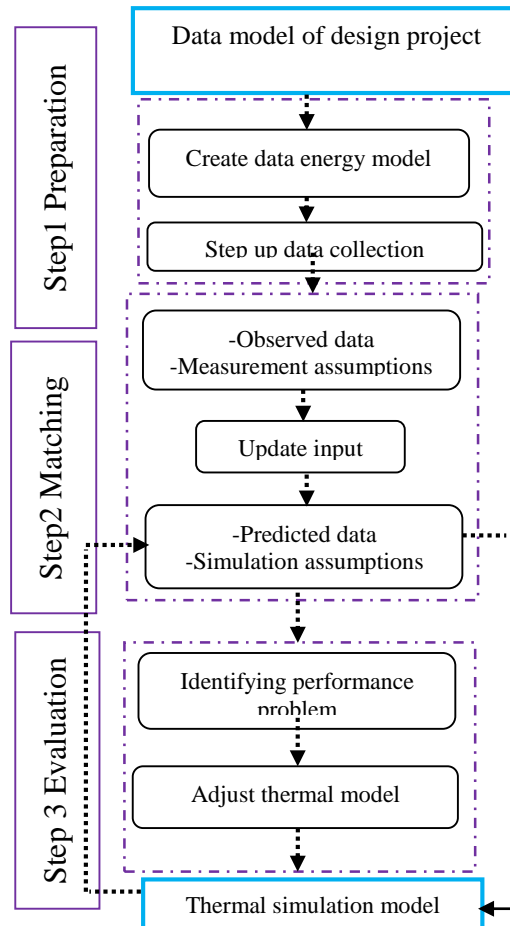 Data model of design project
Step1 Preparation
Create data energy model
Step up data collection
-Observed data
-Measurement assumptions
Step2 Matching
Update input
-Predicted data
-Simulation assumptions
Step 3 Evaluation
Identifying performance
problem
Adjust thermal model
Thermal simulation model